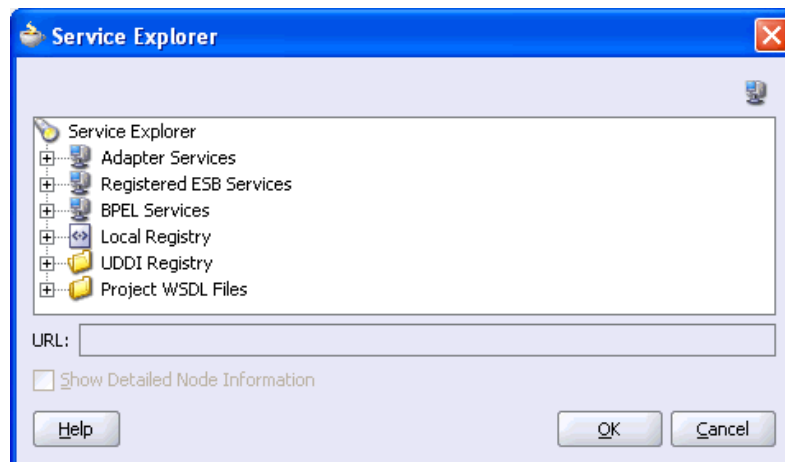 Service Explorer
Service Explorer
Adapter Services
Registered ESB Services
BPEL Services
Local Registry
UDDI Registry
Project WSDL Files
URL:
Show Detailed Node Information
Help OK Cancel